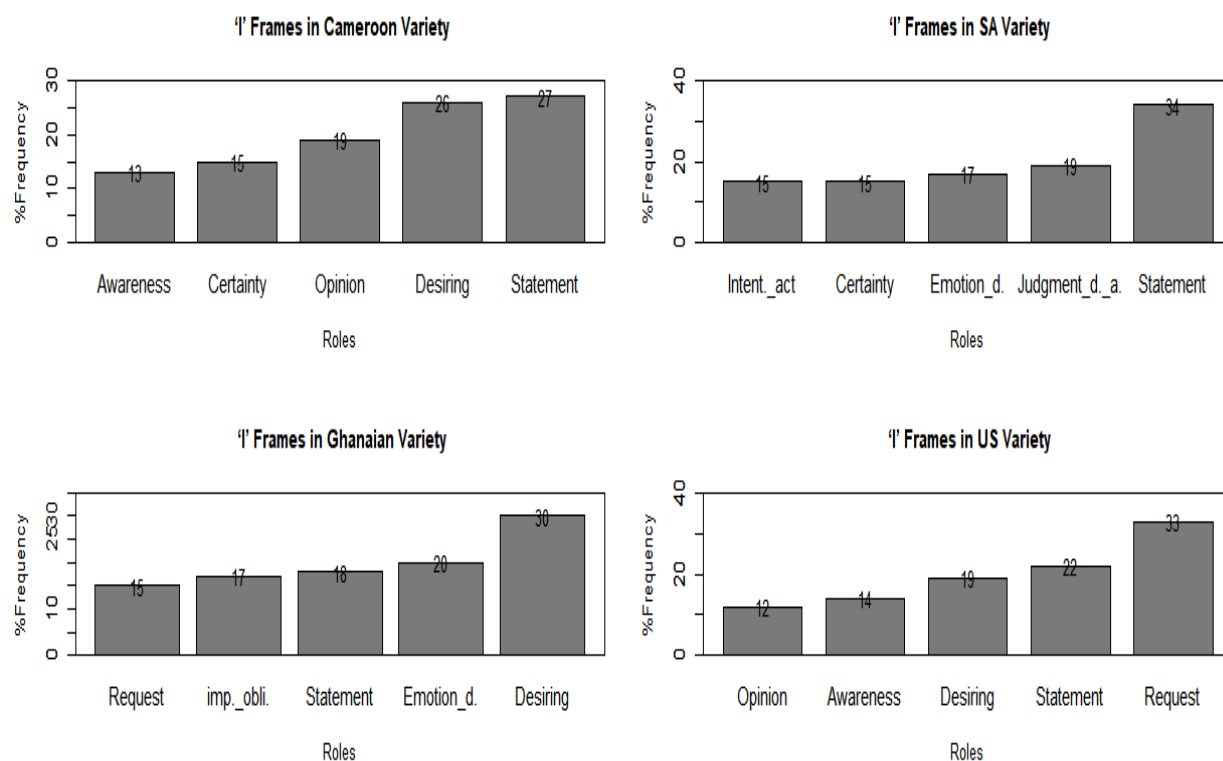 ‘I’ Frames in Cameroon Variety
%Frequency
30
20
10
0
13
15
19
26
27
Awareness Certainty Opinion Desiring Statement
Roles
‘I’ Frames in SA Variety
%Frequency
40
20
0
15
15
17
19
34
Intent._act Certainty Emotion_d. Judgment_d._a. Statement
Roles
‘I’ Frames in Ghanaian Variety
%Frequency
30
25
10
0
15
17
18
20
30
Request imp._obli. Statement Emotion_d. Desiring
Roles
‘I’ Frames in US Variety
%Frequency
40
20
0
12
14
19
22
33
Opinion Awareness Desiring Statement Request
Roles